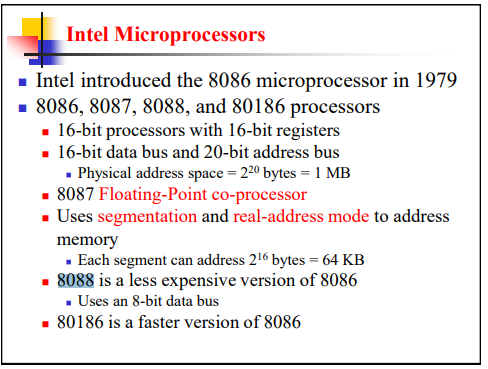 Intel Microprocessors
Intel introduced the 8086 microprocessor in 1979
8086, 8087, 8088, and 80186 processors
16-bit processors with 16-bit registers
16-bit data bus and 20-bit address bus
Physical address space = 2²⁰ bytes = 1 MB
8087 Floating-Point co-processor
Uses segmentation and real-address mode to address
memory
Each segment can address 2¹⁶ bytes = 64 KB
8088 is a less expensive version of 8086
Uses an 8-bit data bus
80186 is a faster version of 8086